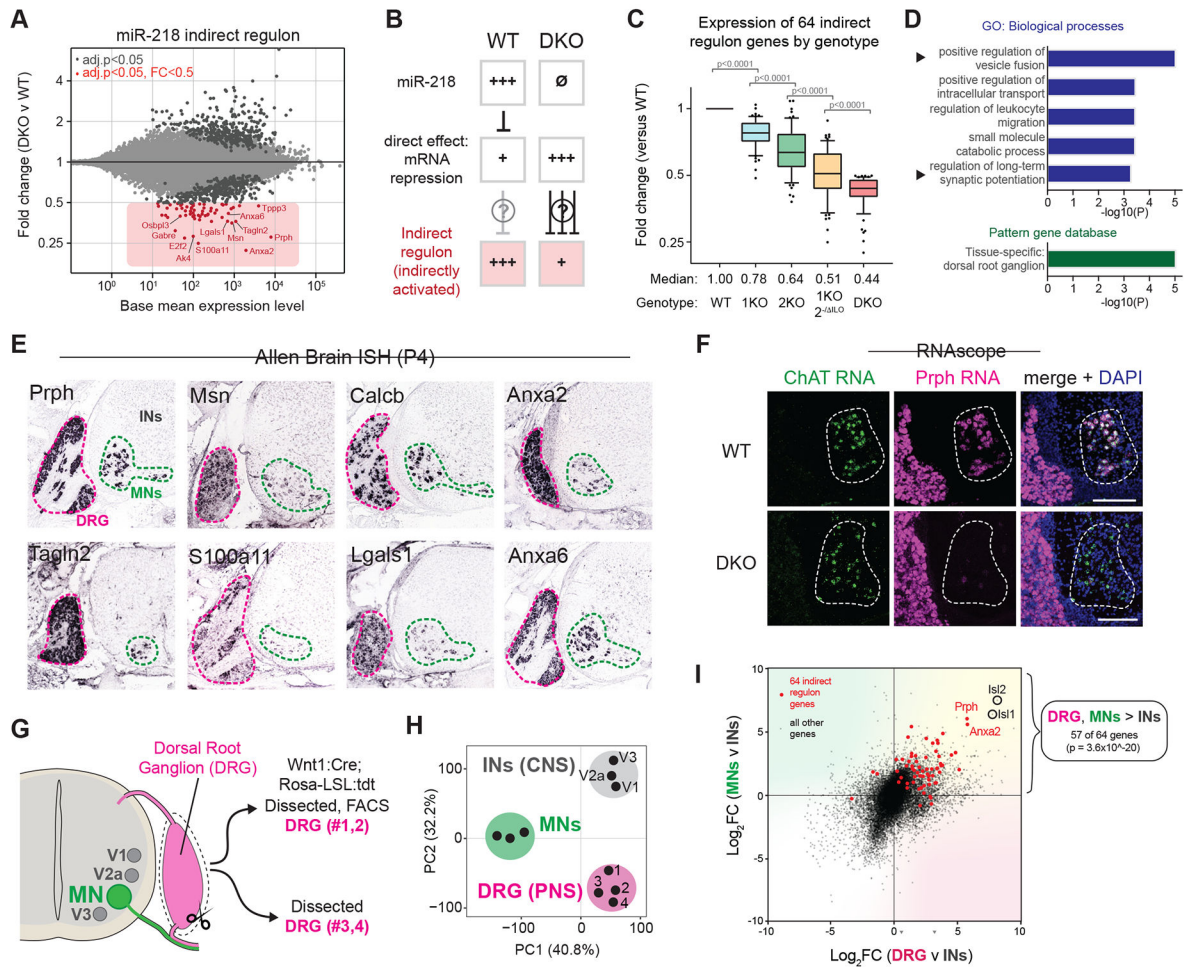 A
miR-218 indirect regulon
adj.p<0.05
adj.p<0.05, FC<0.5
Fold change (DKO v WT)
4
2
1
0.5
0.25
Tppp3
Anxa6
Osbpl3
Tagln2
Lgals1
Gabre
Msn
Prph
E2f2
S100a11
Anxa2
Ak4
10⁻¹ 10⁰ 10¹ 10² 10³ 10⁴ 10⁵
Base mean expression level
B
WT DKO
miR-218
+++ Ø
direct effect:
mRNA
repression
+ +++
? ?
Indirect
regulon
(indirectly
activated)
+++ +
C
Expression of 64 indirect
regulon genes by genotype
p<0.0001
p<0.0001
p<0.0001
p<0.0001
Fold change (versus WT)
1
0.5
0.25
Median: 1.00 0.78 0.64 0.51 0.44
Genotype: WT 1KO 2KO 1KO DKO
2-/ΔILO
D
GO: Biological processes
positive regulation of
vesicle fusion
positive regulation of
intracellular transport
regulation of leukocyte
migration
small molecule
catabolic process
regulation of long-term
synaptic potentiation
0 1 2 3 4 5
-log10(P)
Pattern gene database
Tissue-specific:
dorsal root ganglion
0 1 2 3 4 5
-log10(P)
E
Allen Brain ISH (P4)
Prph
INs
MNs
DRG
Msn
Calcb
Anxa2
Tagln2
S100a11
Lgals1
Anxa6
F
RNAscope
ChAT RNA Prph RNA merge + DAPI
WT
DKO
G
Dorsal Root
Ganglion (DRG)
V1
V2a
MN
V3
Wnt1:Cre;
Rosa-LSL:tdt
Dissected, FACS
DRG (#1,2)
Dissected
DRG (#3,4)
H
INs (CNS)
V3
V2a
V1
MNs
DRG (PNS)
1
3
2
4
PC2 (32.2%)
100
0
-100
-100 0 100
PC1 (40.8%)
I
64 indirect
regulon
genes
all other
genes
Isl2
Isl1
Prph
Anxa2
Log₂FC (MNs v INs)
10
5
0
-5
-10
-10 -5 0 5 10
Log₂FC (DRG v INs)
DRG, MNs > INs
57 of 64 genes
(p = 3.6x10^-20)